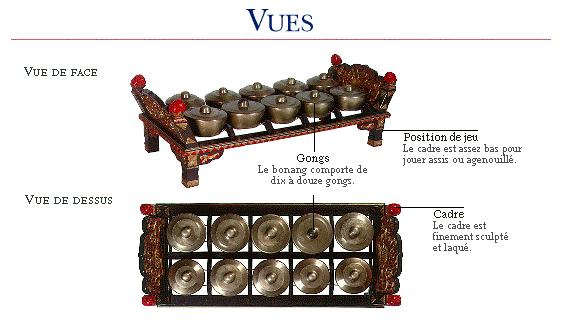 VUES
VUE DE FACE
Position de jeu
Le cadre est assez bas pour
jouer assis ou agenouillé.
Gongs
Le bonang comporte de
dix à douze gongs.
VUE DE DESSUS
Cadre
Le cadre est
finement sculpté
et laqué.